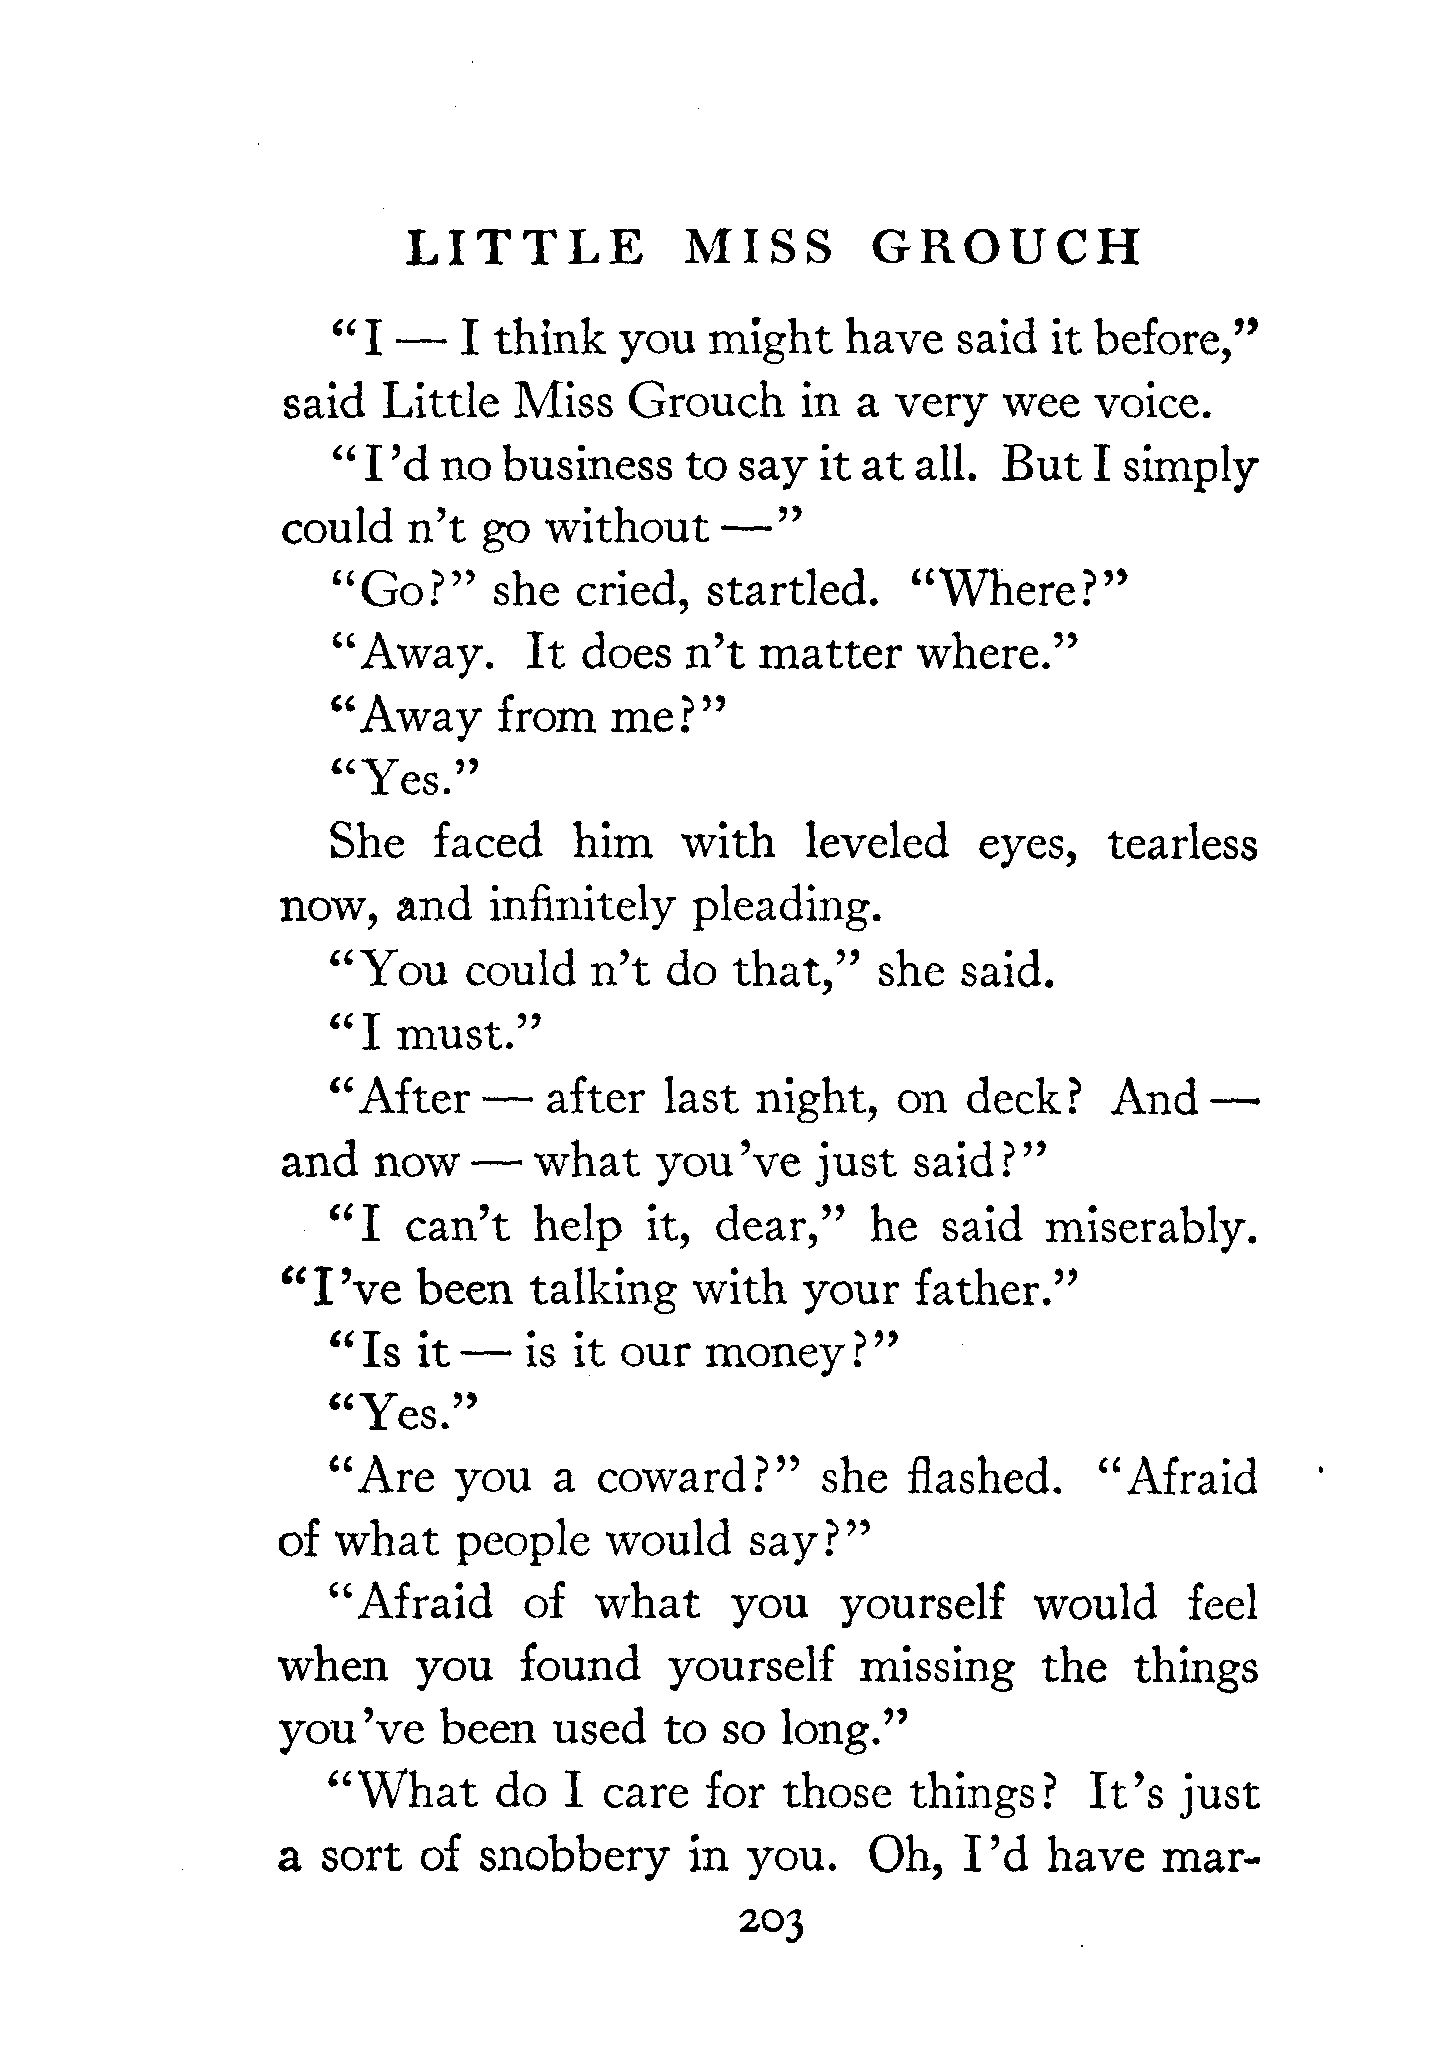 LITTLE MISS GROUCH
“I — I think you might have said it before,”
said Little Miss Grouch in a very wee voice.
“I’d no business to say it at all. But I simply
could n’t go without —”
“Go?” she cried, startled. “Where?”
“Away. It does n’t matter where.”
“Away from me?”
“Yes.”
She faced him with leveled eyes, tearless
now, and infinitely pleading.
“You could n’t do that,” she said.
“I must.”
“After — after last night, on deck? And —
and now — what you’ve just said?”
“I can’t help it, dear,” he said miserably.
“I’ve been talking with your father.”
“Is it — is it our money?”
“Yes.”
“Are you a coward?” she flashed. “Afraid
of what people would say?”
“Afraid of what you yourself would feel
when you found yourself missing the things
you’ve been used to so long.”
“What do I care for those things? It’s just
a sort of snobbery in you. Oh, I’d have mar-
203